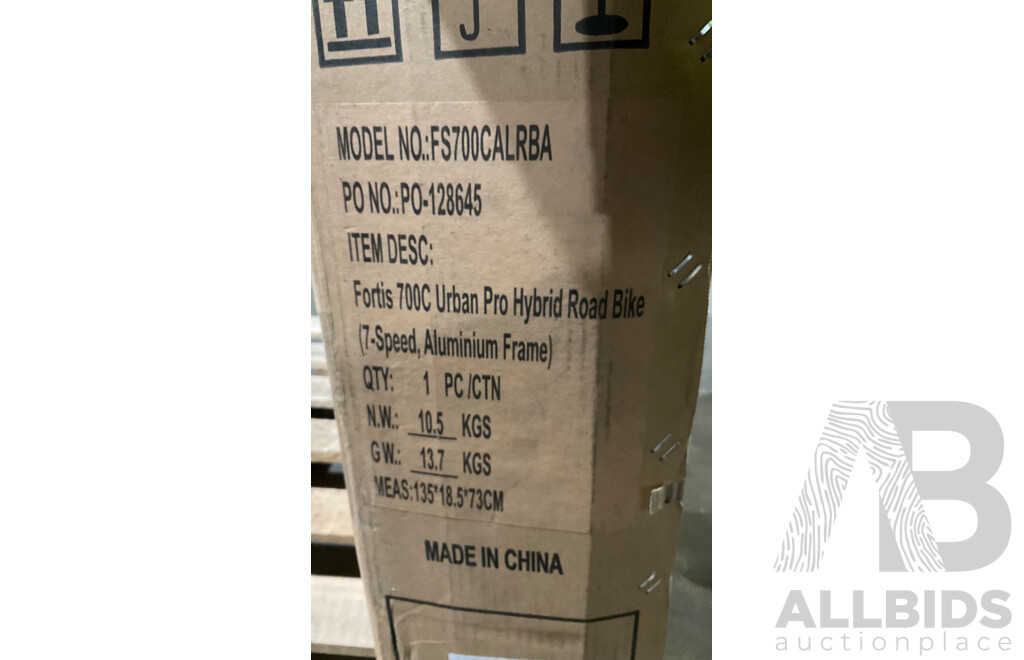 MODEL NO.:FS700CALRBA
PO NO.:PO-128645
ITEM DESC:
Fortis 700C Urban Pro Hybrid Road Bike
(7-Speed, Aluminium Frame)
QTY: 1 PC/CTN
N.W.: 10.5 KGS
GW.: 13.7 KGS
MEAS:135*18.5*73CM
MADE IN CHINA
AB
ALLBIDS
auctionplace